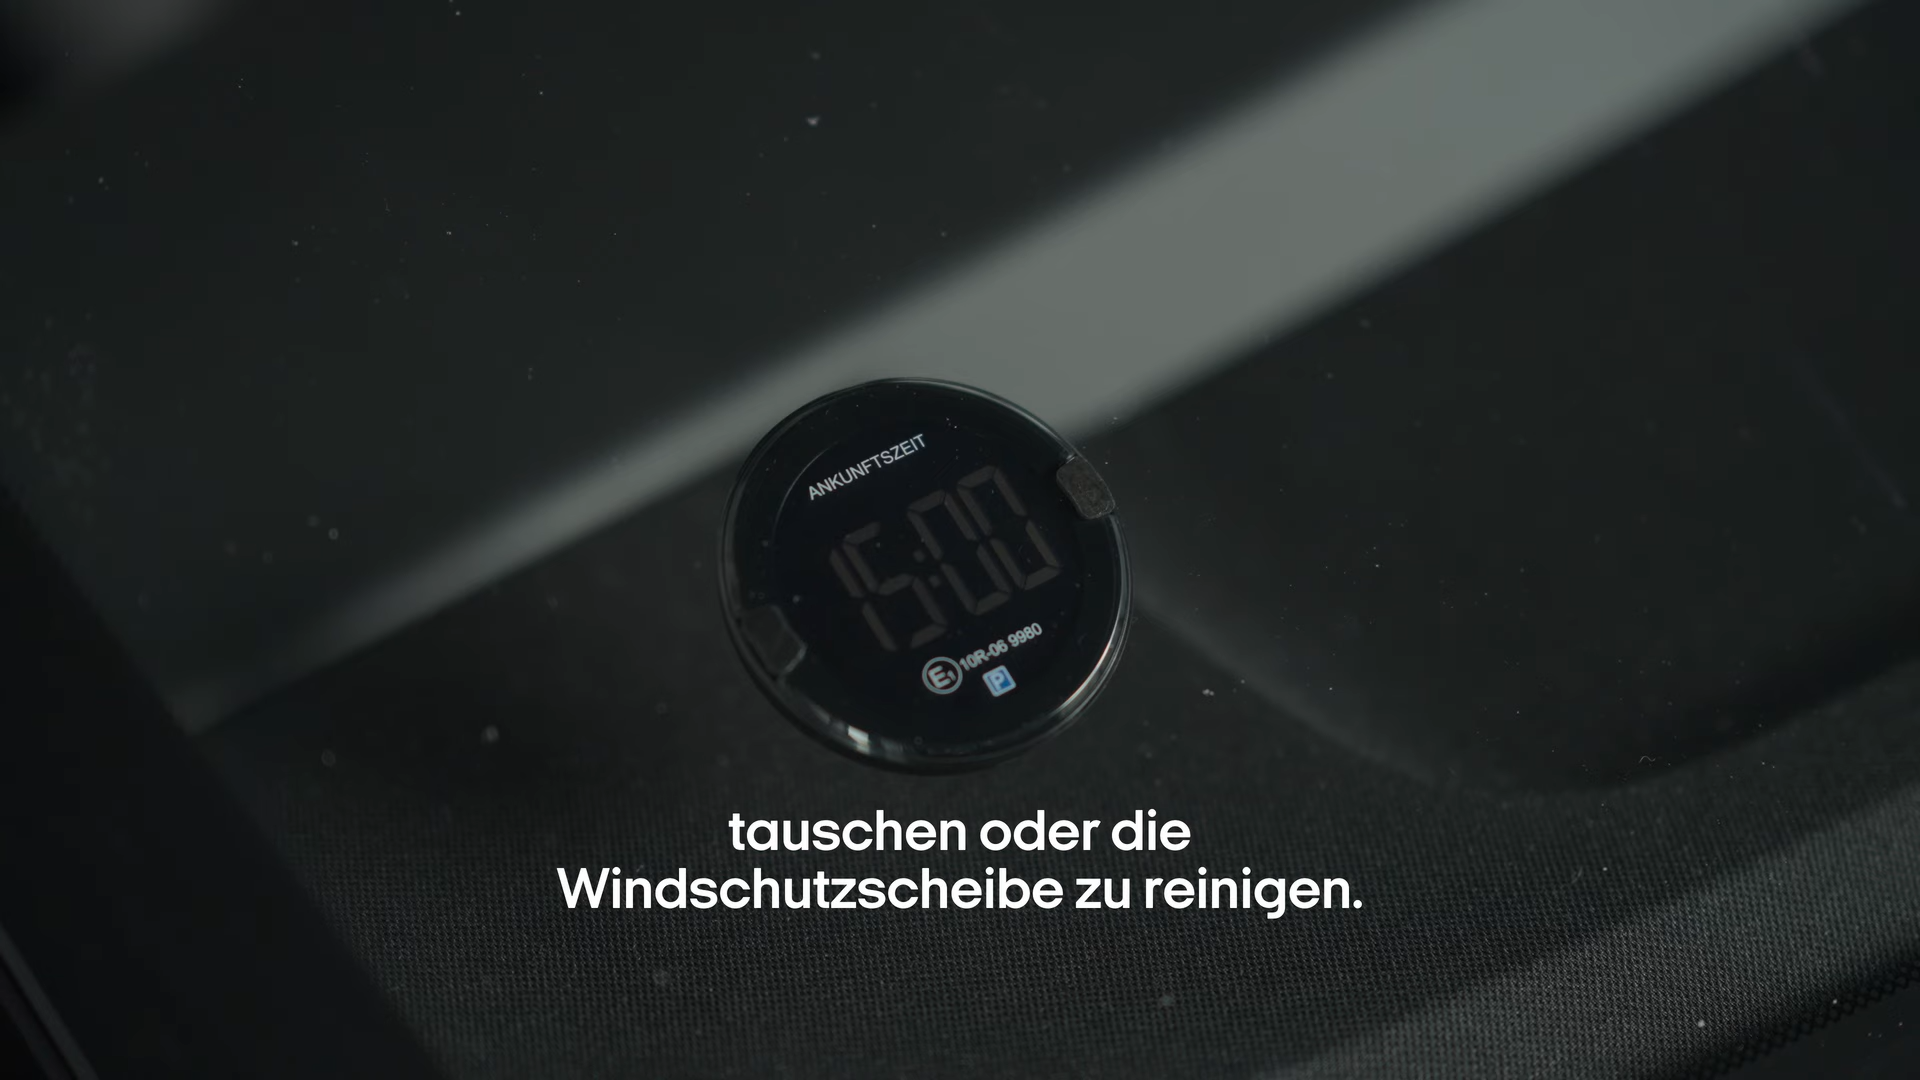 ANKUNFTSZEIT
15:00
E1 10R-06 9980
P
tauschen oder die
Windschutzscheibe zu reinigen.